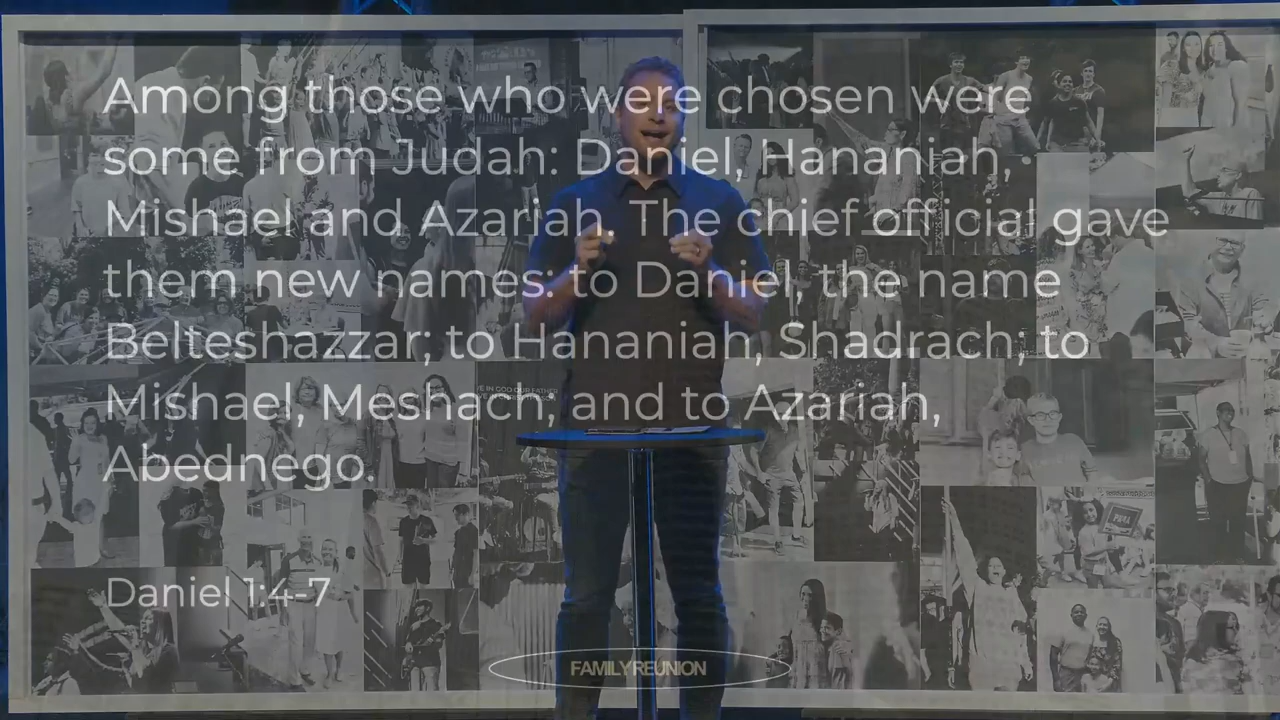 Among those who were chosen were
some from Judah: Daniel, Hananiah,
Mishael and Azariah. The chief official gave
them new names: to Daniel, the name
Belteshazzar; to Hananiah, Shadrach; to
Mishael, Meshach; and to Azariah,
Abednego.
Daniel 1:4-7
FAMILY REUNION